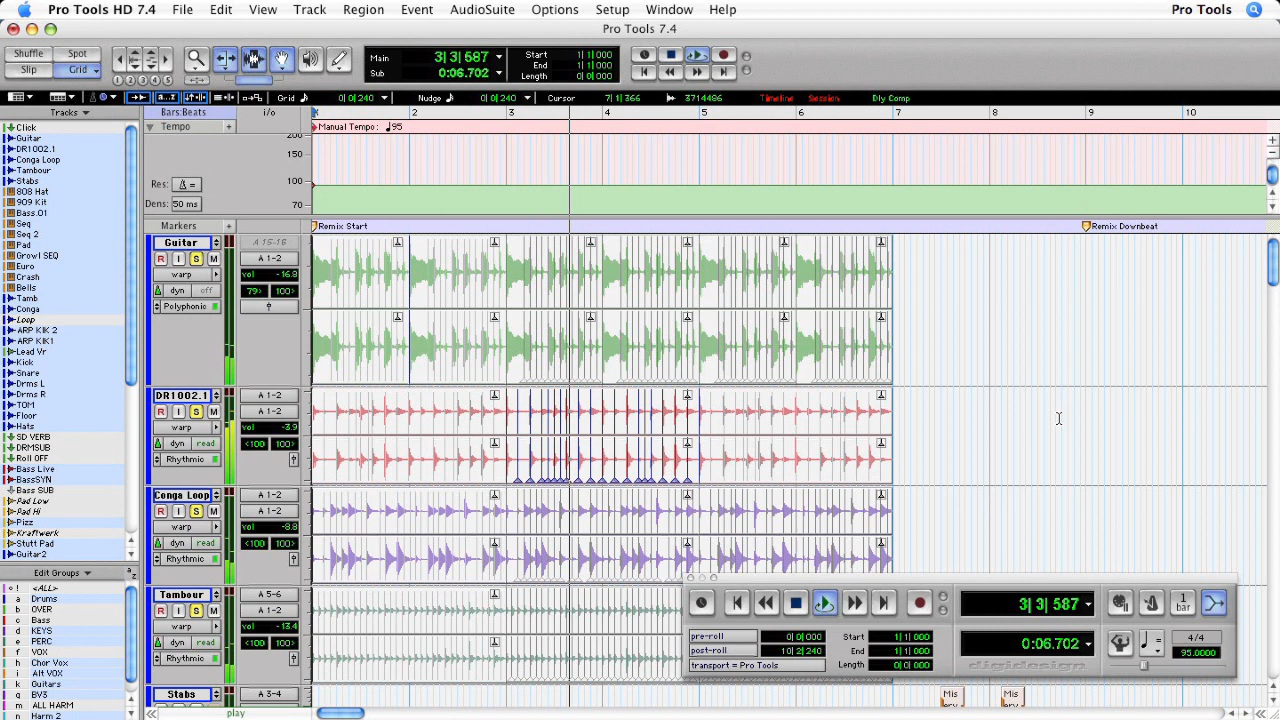 Pro Tools HD 7.4 File Edit View Track Region Event AudioSuite Options Setup Window Help Pro Tools
Pro Tools 7.4
Shuffle Spot
Slip Grid
Main 3| 3| 587
Sub 0:06.702
Start 1| 1| 000
End 1| 1| 000
Length 0| 0| 000
1 2 3 4 5
a...z
Grid 0| 0| 240 Nudge 0| 0| 240 Cursor 7| 1| 366 3714486 Timeline Session Dly Comp
Tracks
Click
Guitar
DR1002.1
Conga Loop
Tambour
Stabs
808 Hat
909 Kit
Bass.01
Seq
Seq 2
Pad
Growl SEQ
Euro
Crash
Bells
Tamb
Conga
Loop
ARP KIK 2
ARP KIK1
Lead Vr
Kick
Snare
Drms L
Drms R
TOM
Floor
Hats
SD VERB
DRMSUB
Roll OFF
Bass Live
BassSYN
Bass SUB
Pad Low
Pad Hi
Pizz
Kraftwerk
Stutt Pad
Guitar2
Edit Groups
! <ALL>
a Drums
b OVER
c Bass
d KEYS
e PERC
f VOX
g Chor Vox
h Alt VOX
i Guitars
j BV3
k ALL HARM
l Harm 2
Bars:Beats i/o 2 3 4 5 6 7 8 9 10
Tempo + Manual Tempo: ♩95
200
150
100
70
Res:
Dens: 50 ms
Markers + Remix Start Remix Downbeat
Guitar A 15-16
R I S M A 1-2
warp vol -16.8
dyn off 79> 100>
Polyphonic
DR1002.1 A 1-2
R I S M A 1-2
warp vol -3.9
dyn read <100 100>
Rhythmic
Conga Loop A 1-2
R I S M A 1-2
warp vol -8.8
dyn read <100 100>
Rhythmic
Tambour A 5-6
R I S M A 1-2
warp vol -13.4
dyn read <100 100>
Rhythmic
Stabs A 3-4
play
Mis Mis
3| 3| 587
1 bar
pre-roll 0| 0| 000
post-roll 10| 2| 240
transport = Pro Tools
Start 1| 1| 000
End 1| 1| 000
Length 0| 0| 000
0:06.702
digidesign
4/4
95.0000